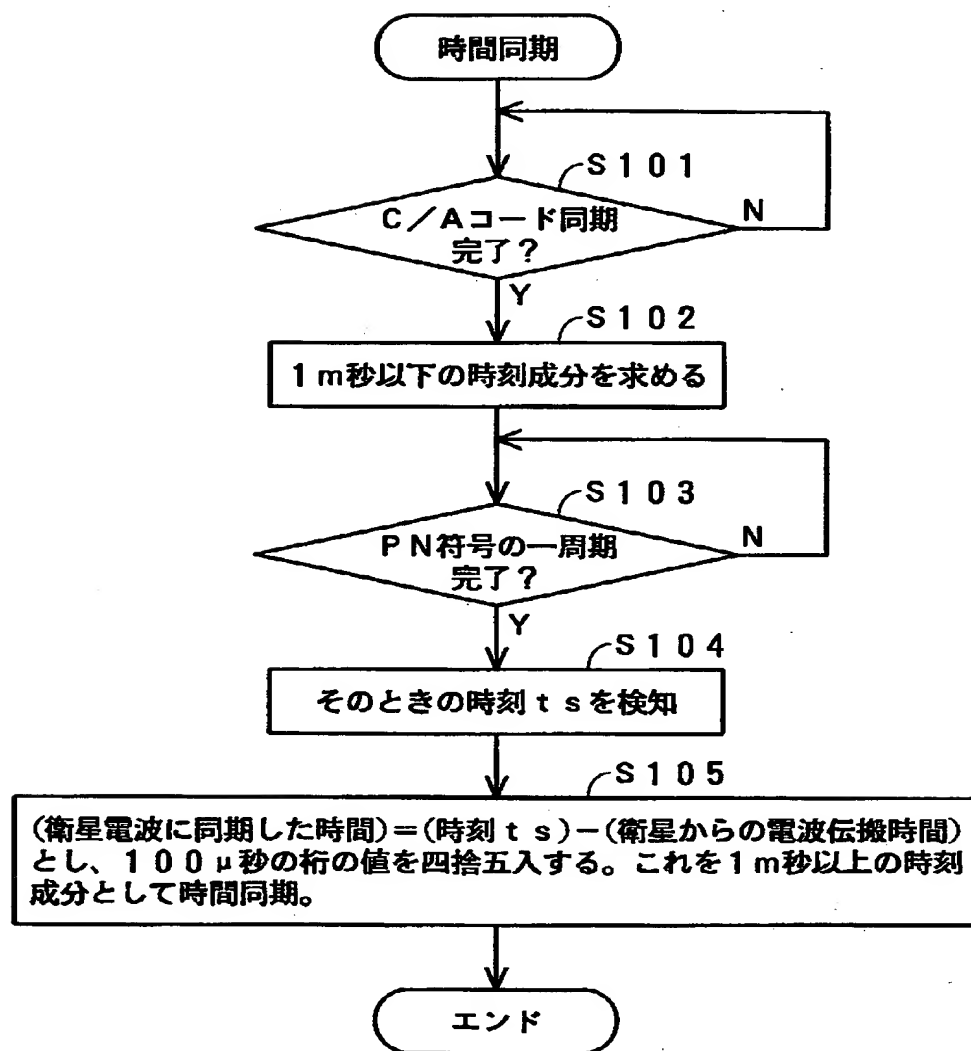 時間同期
S101
C／Aコード同期
完了？
N
Y
S102
1m秒以下の時刻成分を求める
S103
PN符号の一周期
完了？
N
Y
S104
そのときの時刻tsを検知
S105
(衛星電波に同期した時間)＝(時刻ts)－(衛星からの電波伝搬時間)
とし、100μ秒の桁の値を四捨五入する。これを1m秒以上の時刻
成分として時間同期。
エンド